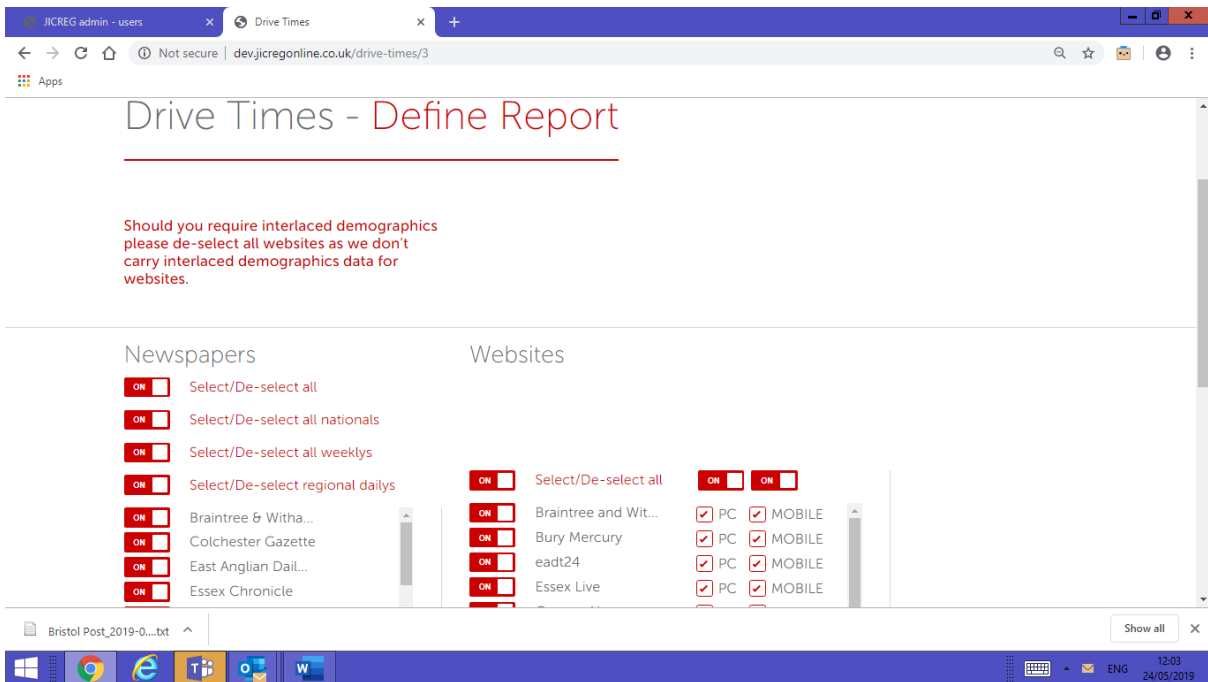 JICREG admin - users
Drive Times
Not secure | dev.jicregonline.co.uk/drive-times/3
Apps
Drive Times - Define Report
Should you require interlaced demographics
please de-select all websites as we don't
carry interlaced demographics data for
websites.
Newspapers
ON Select/De-select all
ON Select/De-select all nationals
ON Select/De-select all weeklys
ON Select/De-select regional dailys
ON Braintree & Witha...
ON Colchester Gazette
ON East Anglian Dail...
ON Essex Chronicle
Websites
ON Select/De-select all ON ON
ON Braintree and Wit... PC MOBILE
ON Bury Mercury PC MOBILE
ON eadt24 PC MOBILE
ON Essex Live PC MOBILE
Bristol Post_2019-0....txt
Show all
ENG
12:03
24/05/2019